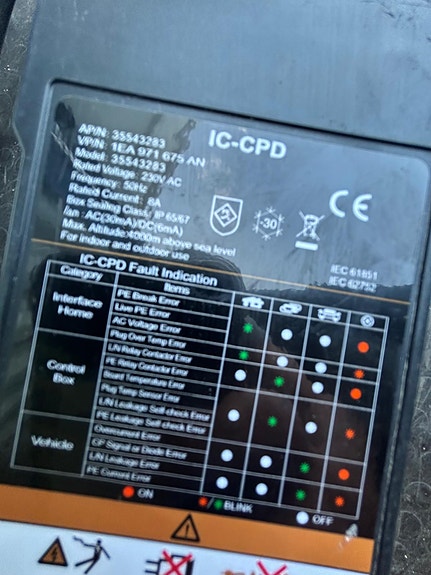 IC-CPD
AP/N: 35543283
VP/N: 1EA 971 675 AN
Model: 35543283
Rated Voltage: 230V AC
Frequency: 50Hz
Rated Current: 8A
Box Sealing Class: IP65/67
Ian : AC(30mA)/DC(6mA)
Max. Altitude:4000m above sea level
For indoor and outdoor use
-30
CE
IEC 61851
IEC 62752
IC-CPD Fault Indication
Category Items
Interface Home
PE Break Error
Live PE Error
AC Voltage Error
Plug Over Temp Error
Control Box
L/N Relay Contactor Error
PE Relay Contactor Error
Board Temperature Error
Plug Temp Sensor Error
L/N Leakage Self check Error
PE Leakage Self check Error
Overcurrent Error
Vehicle
CP Signal or Diode Error
L/N Leakage Error
PE Current Error
ON / BLINK OFF